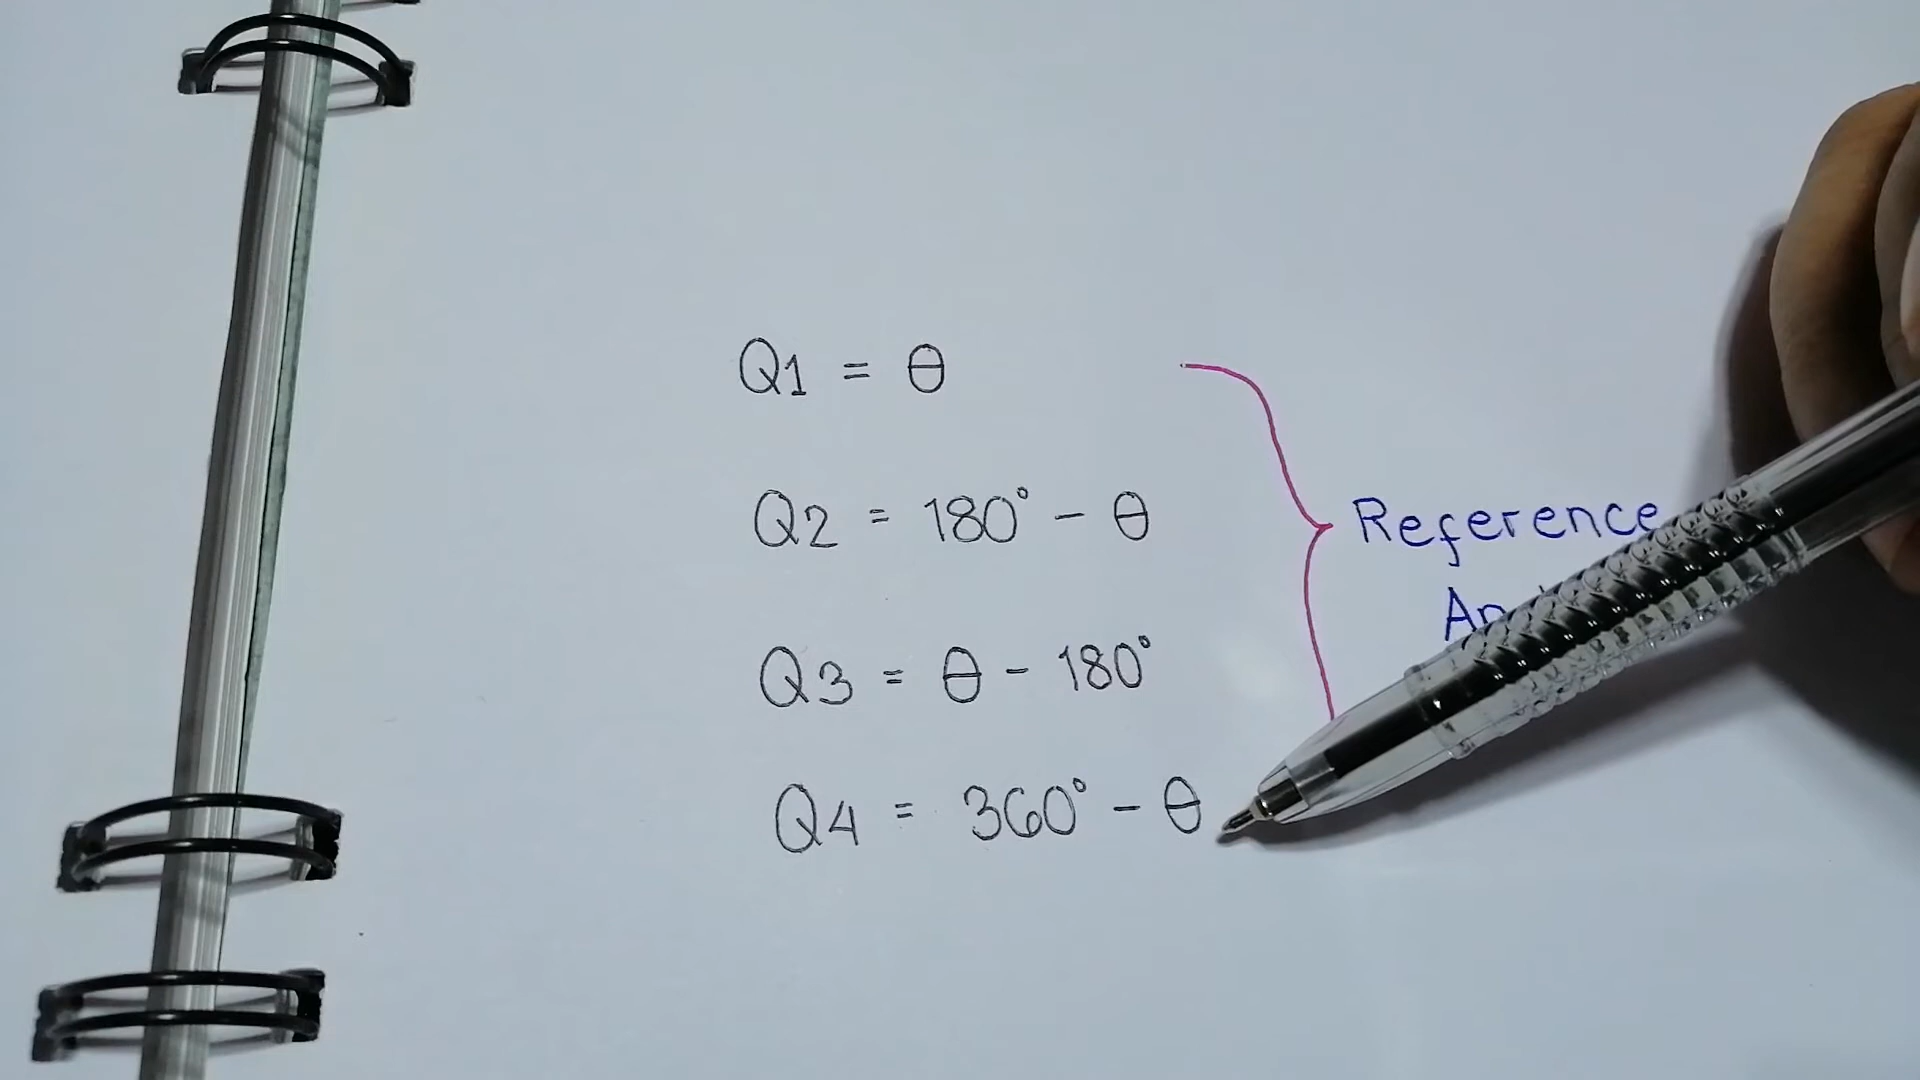 Q1 = θ
Q2 = 180° - θ
Q3 = θ - 180°
Q4 = 360° - θ
Reference